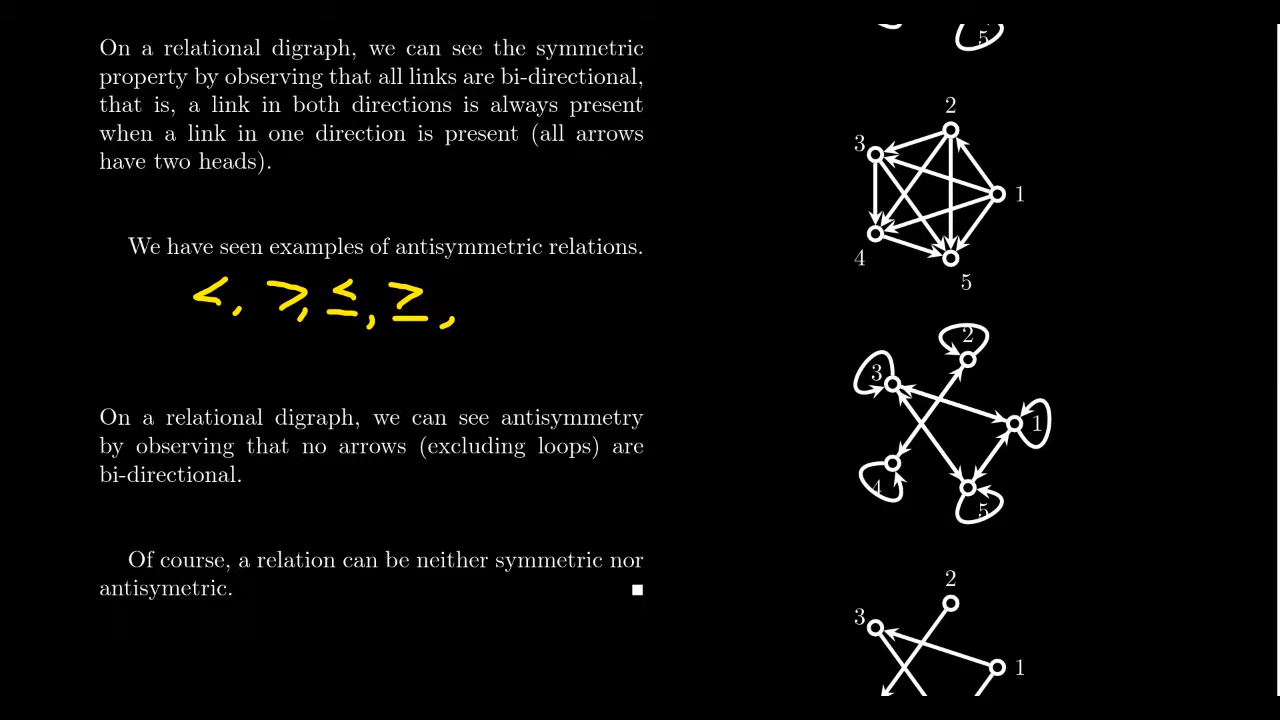 On a relational digraph, we can see the symmetric
property by observing that all links are bi-directional,
that is, a link in both directions is always present
when a link in one direction is present (all arrows
have two heads).
We have seen examples of antisymmetric relations.
<, >, ≤, ≥,
On a relational digraph, we can see antisymmetry
by observing that no arrows (excluding loops) are
bi-directional.
Of course, a relation can be neither symmetric nor
antisymetric.
5
2
3
1
4
5
2
3
1
4
5
2
3
1